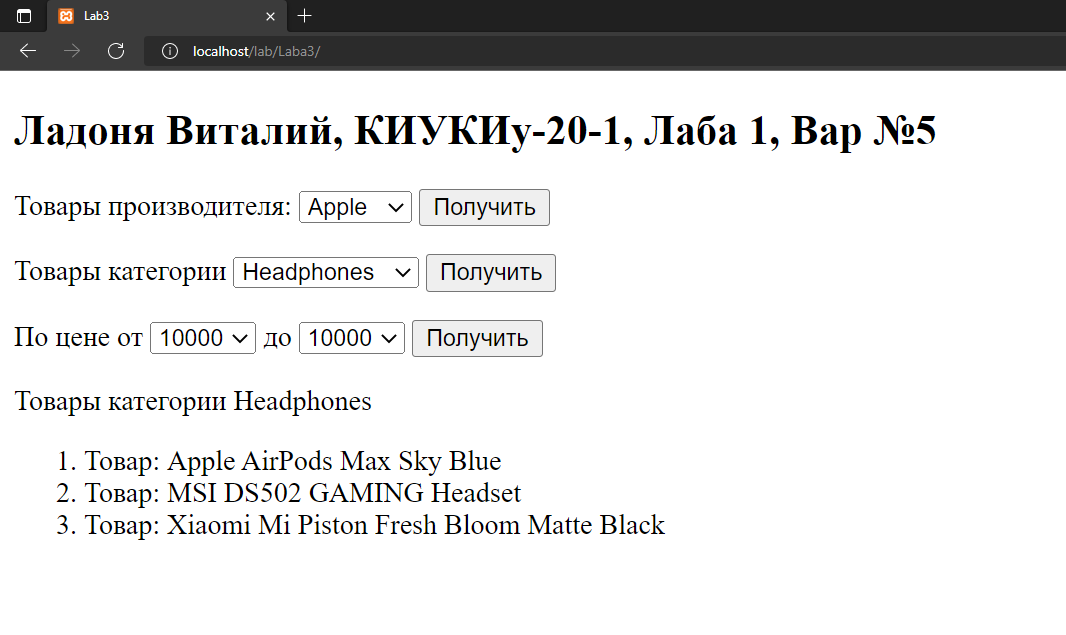 Lab3
localhost/lab/Laba3/
Ладоня Виталий, КИУКИу-20-1, Лаба 1, Вар №5
Товары производителя: Apple Получить
Товары категории Headphones Получить
По цене от 10000 до 10000 Получить
Товары категории Headphones
1. Товар: Apple AirPods Max Sky Blue
2. Товар: MSI DS502 GAMING Headset
3. Товар: Xiaomi Mi Piston Fresh Bloom Matte Black